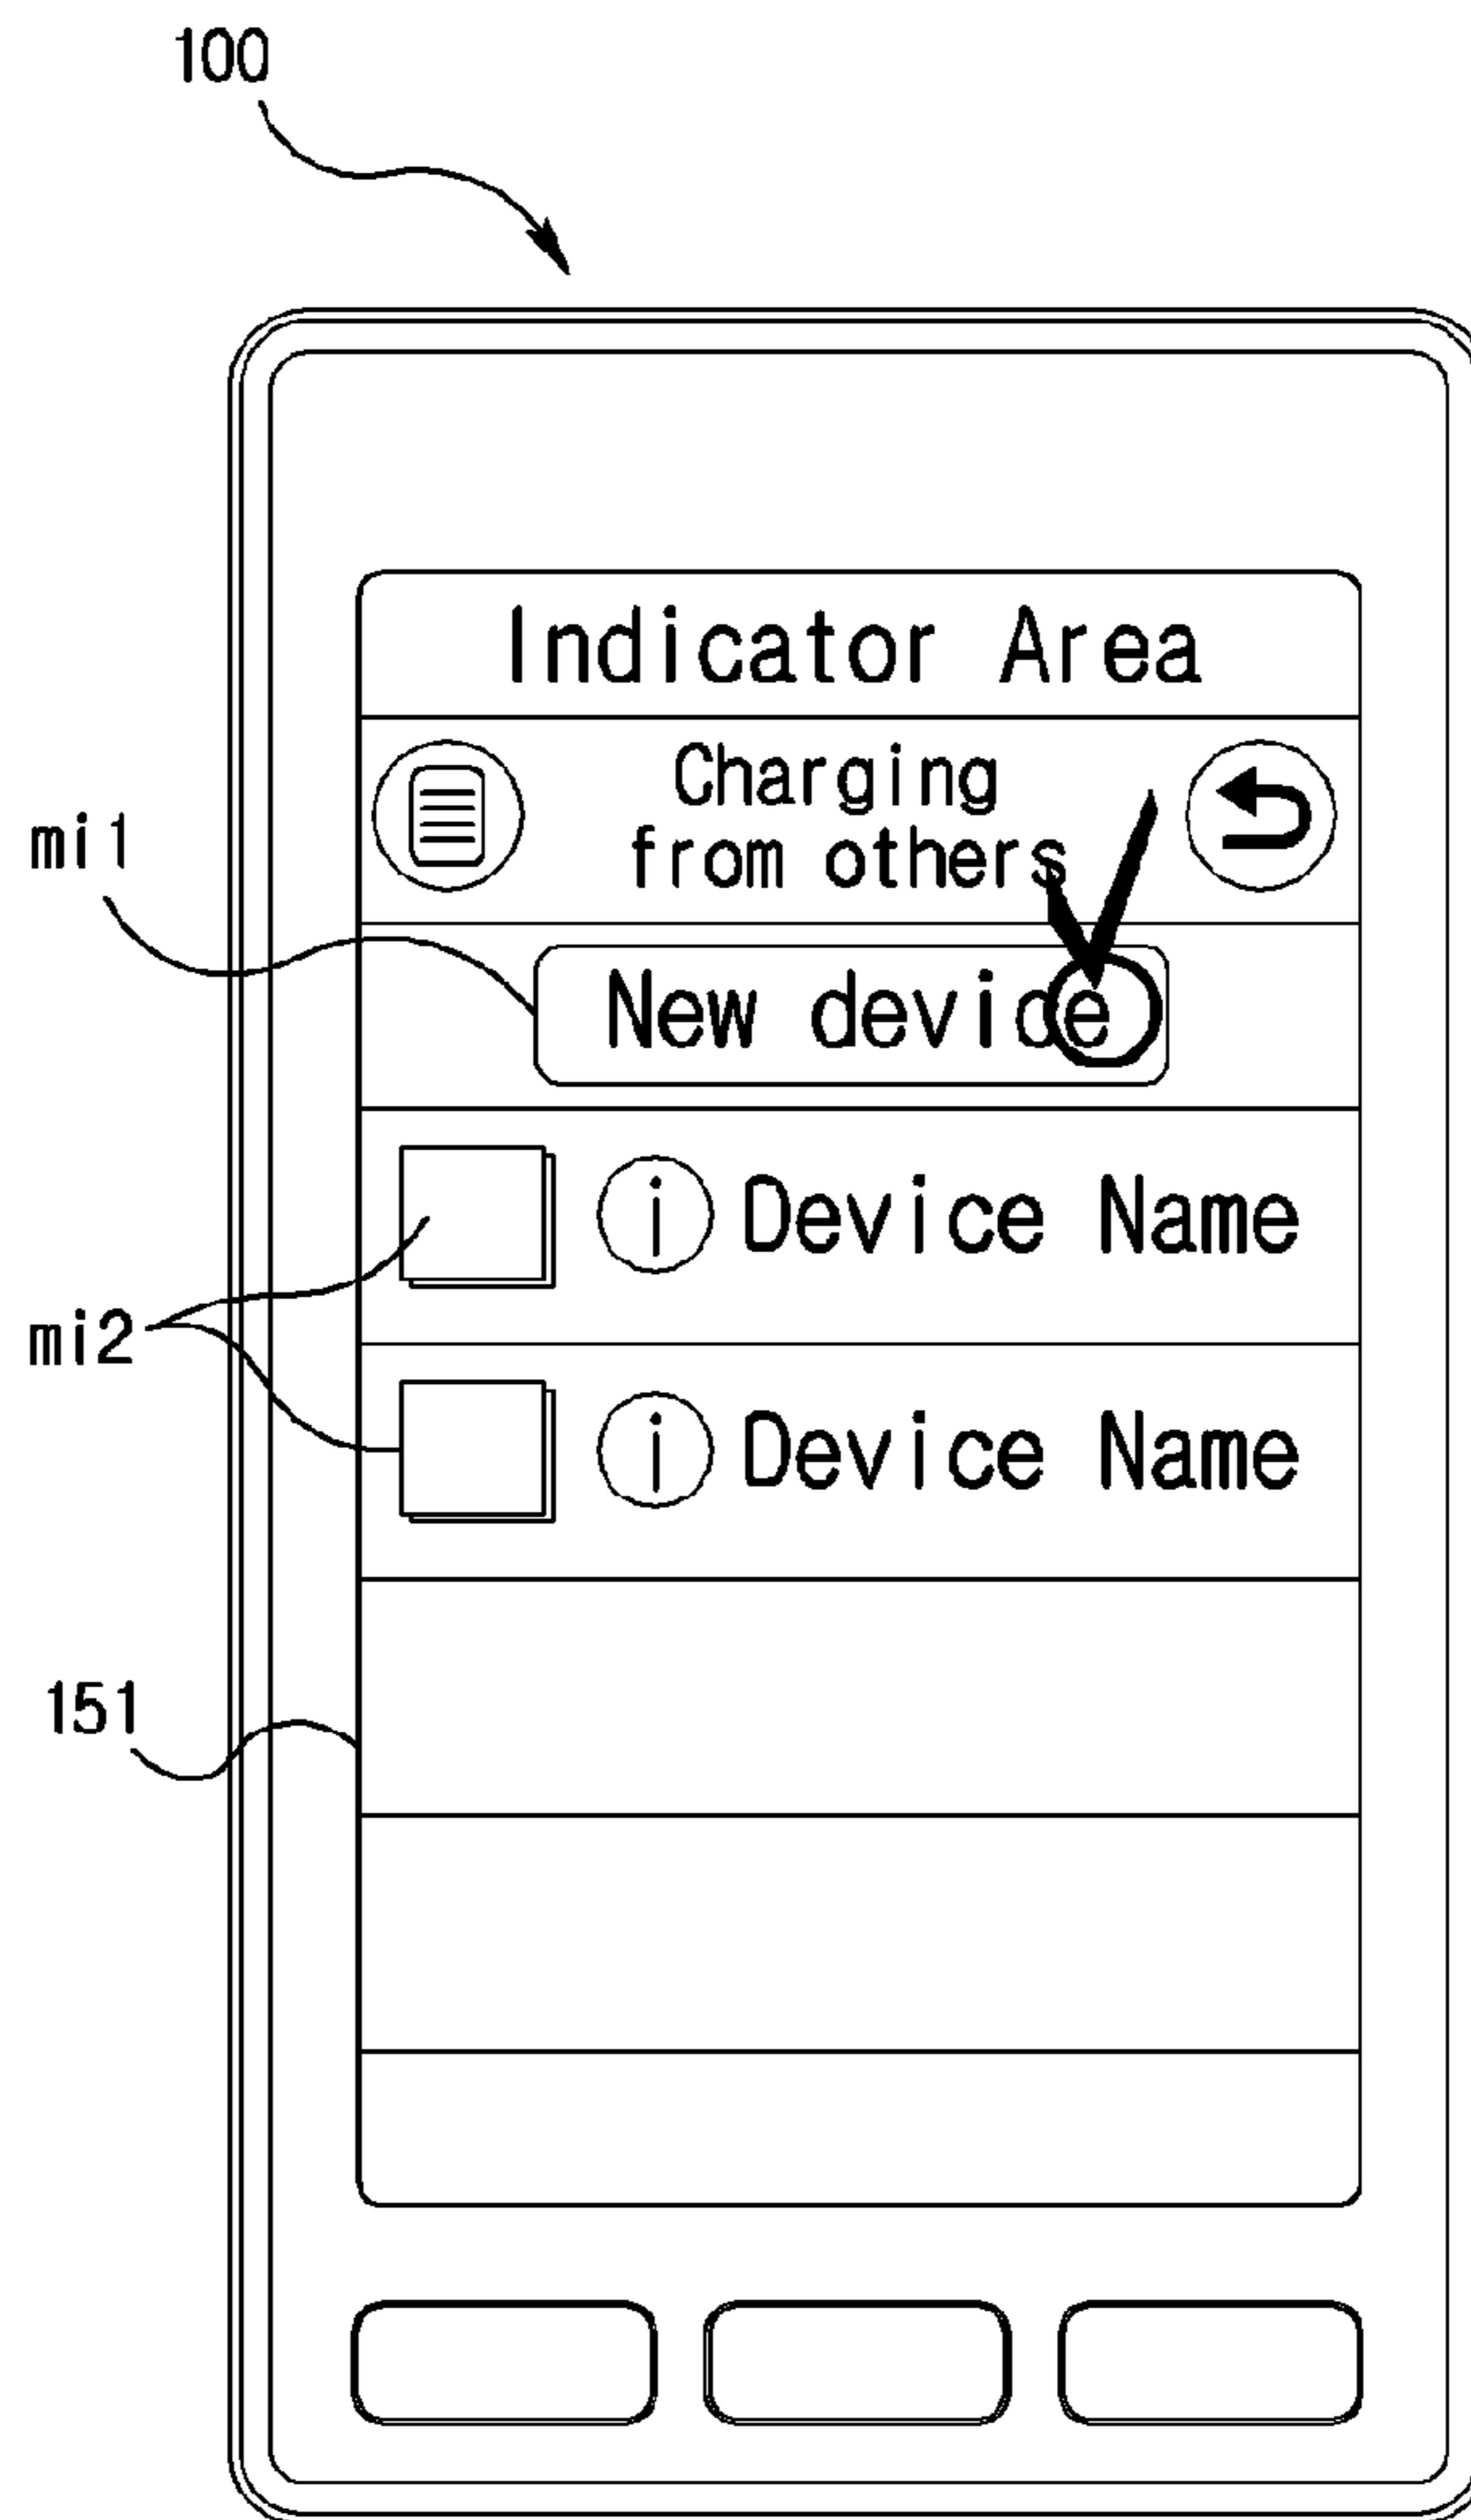 100
Indicator Area
Charging
from others
mi1
New device
i Device Name
mi2
i Device Name
151